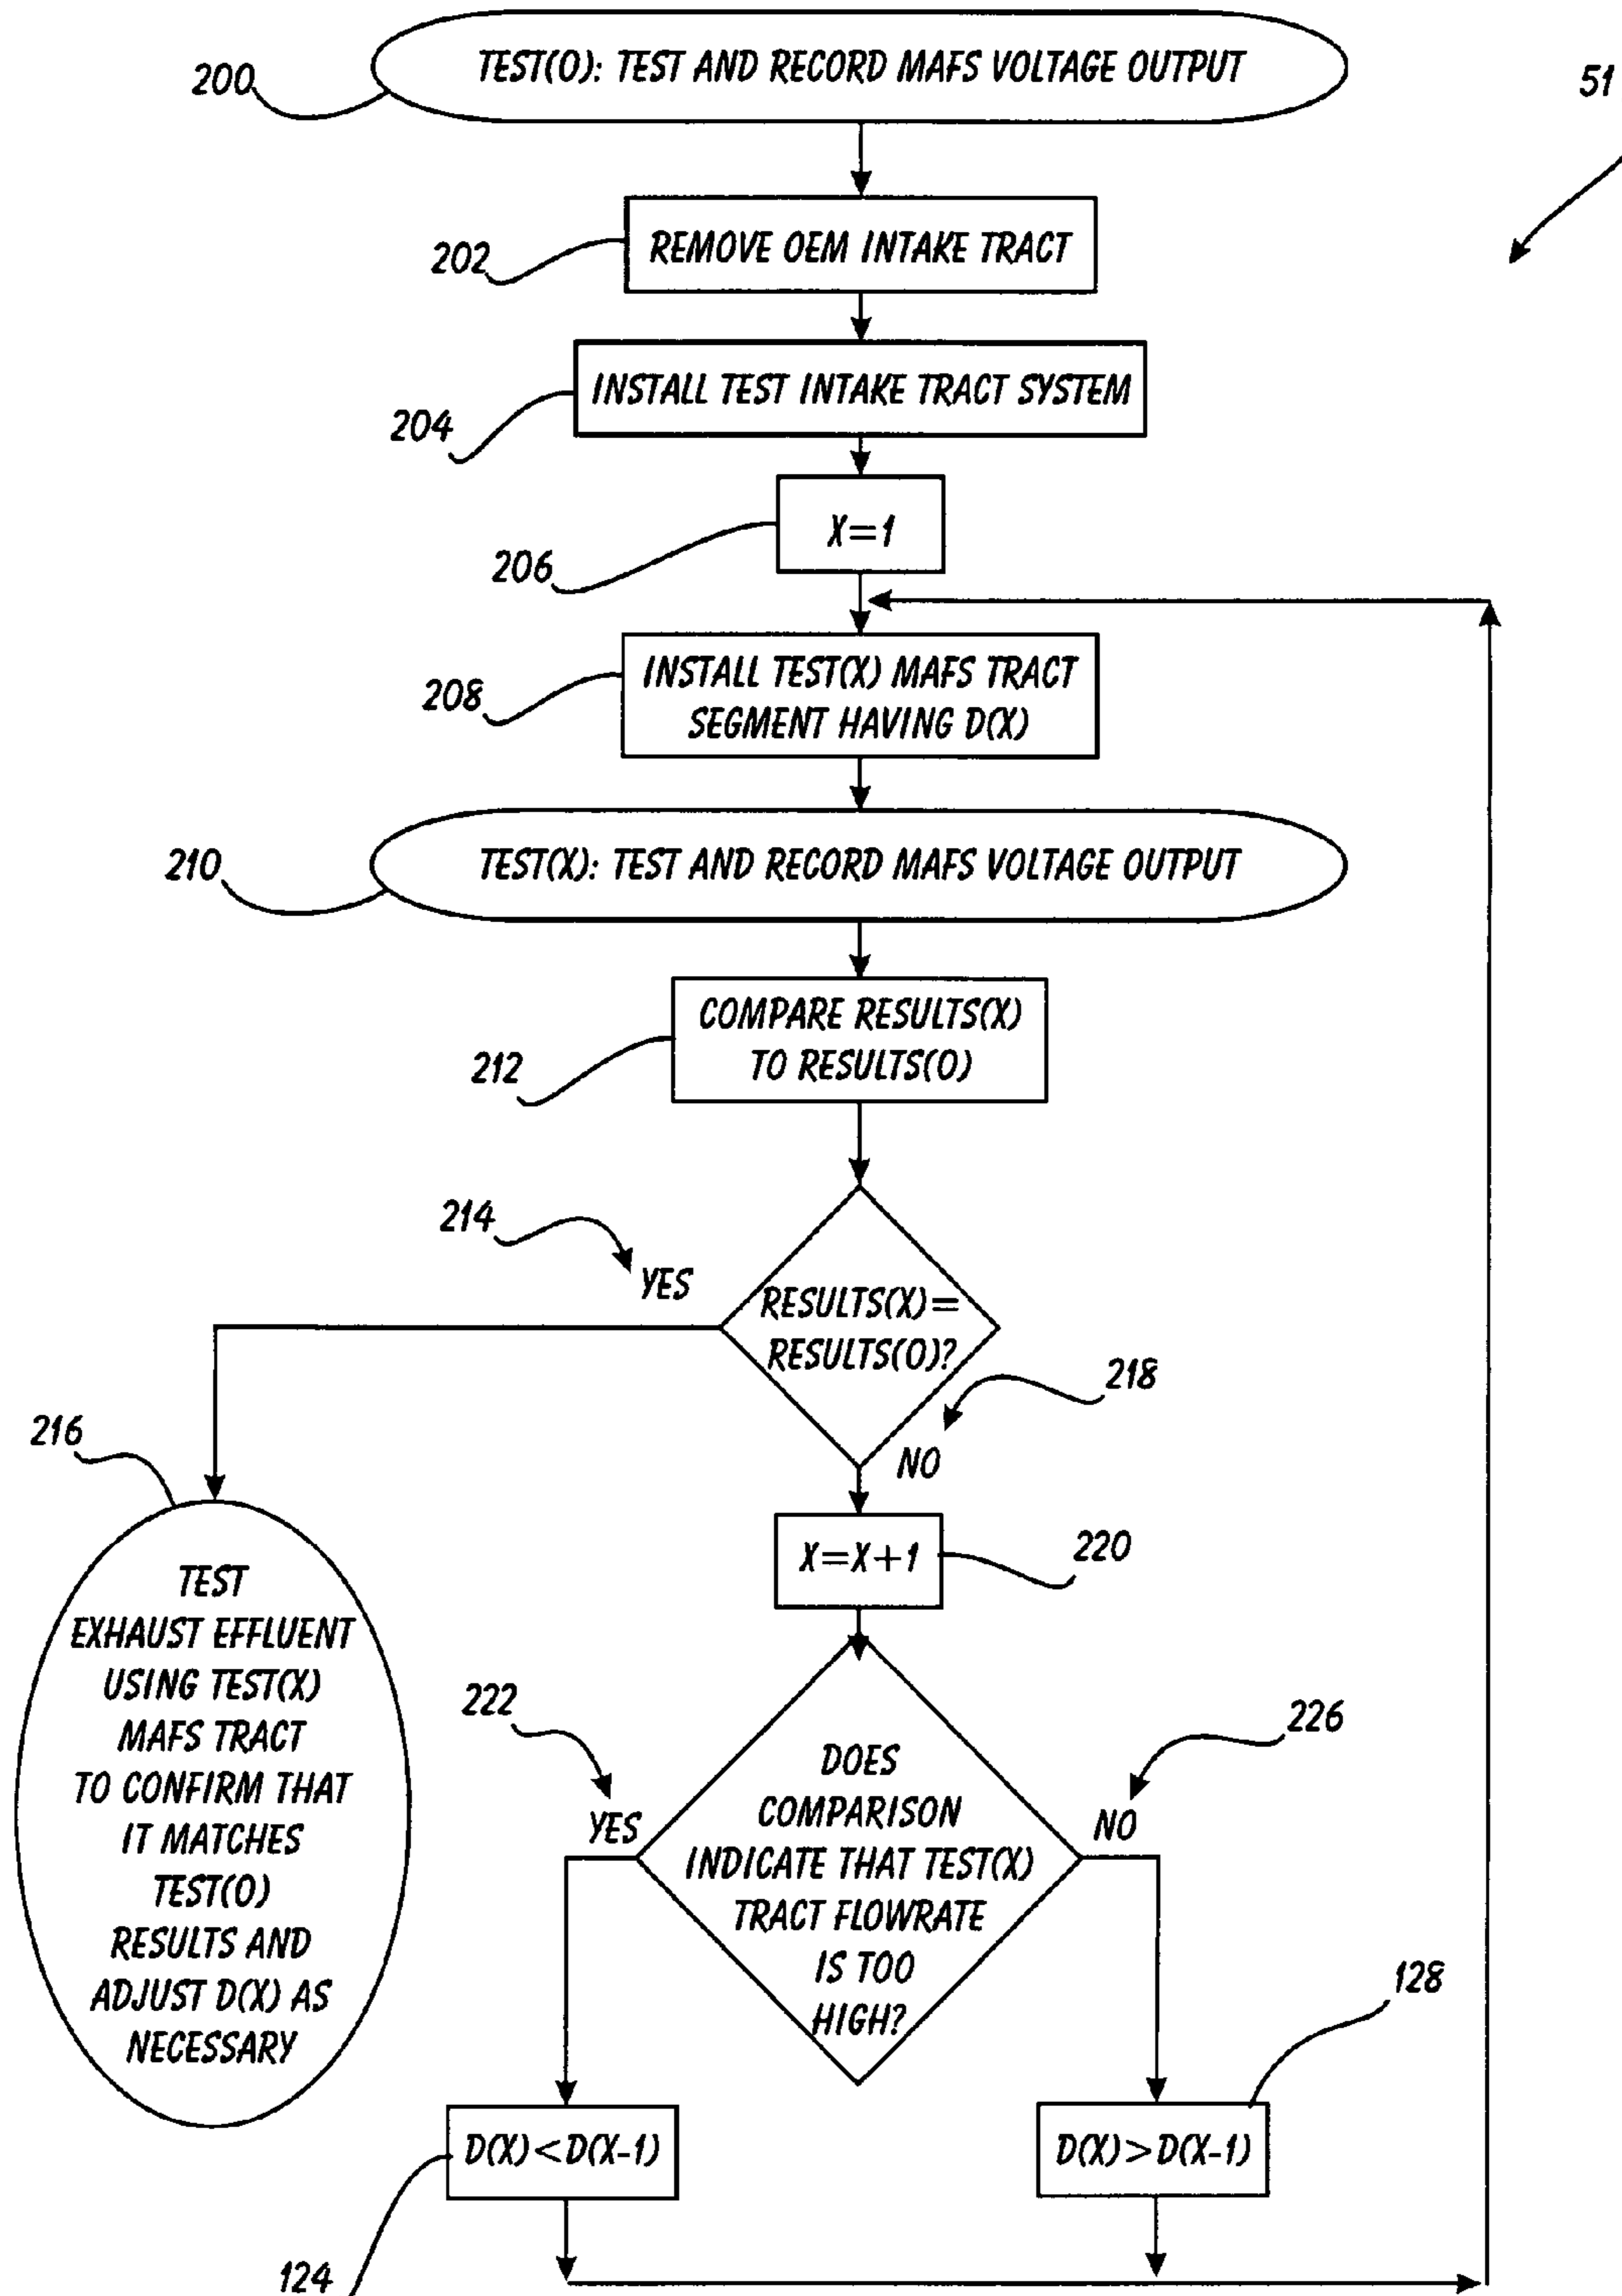 TEST(0): TEST AND RECORD MAFS VOLTAGE OUTPUT
200
51
REMOVE OEM INTAKE TRACT
202
INSTALL TEST INTAKE TRACT SYSTEM
204
X=1
206
INSTALL TEST(X) MAFS TRACT
SEGMENT HAVING D(X)
208
TEST(X): TEST AND RECORD MAFS VOLTAGE OUTPUT
210
COMPARE RESULTS(X)
TO RESULTS(0)
212
214
YES
RESULTS(X)=
RESULTS(0)?
218
NO
216
TEST
EXHAUST EFFLUENT
USING TEST(X)
MAFS TRACT
TO CONFIRM THAT
IT MATCHES
TEST(0)
RESULTS AND
ADJUST D(X) AS
NECESSARY
X=X+1
220
222
YES
DOES
COMPARISON
INDICATE THAT TEST(X)
TRACT FLOWRATE
IS TOO
HIGH?
226
NO
128
D(X)<D(X-1)
D(X)>D(X-1)
124